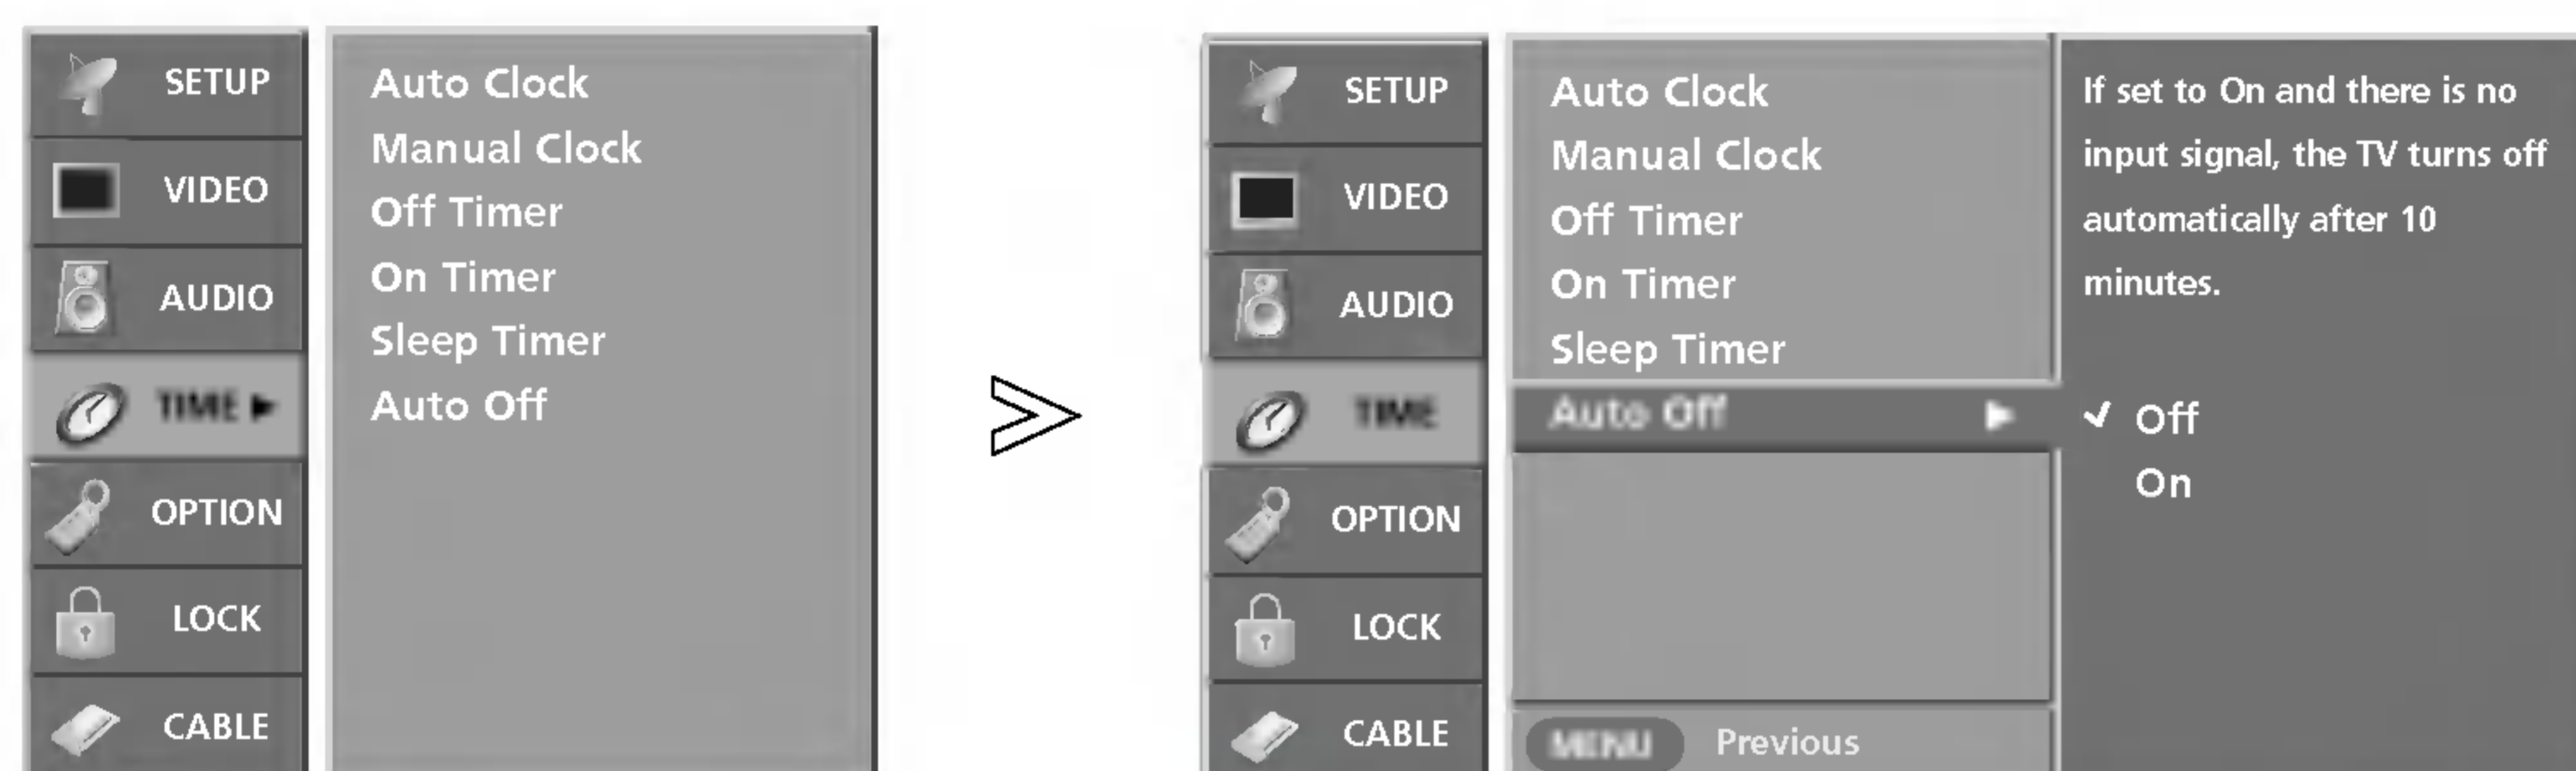 SETUP
VIDEO
AUDIO
TIME
OPTION
LOCK
CABLE
Auto Clock
Manual Clock
Off Timer
On Timer
Sleep Timer
Auto Off
SETUP
VIDEO
AUDIO
TIME
OPTION
LOCK
CABLE
Auto Clock
Manual Clock
Off Timer
On Timer
Sleep Timer
Auto Off
MENU Previous
If set to On and there is no
input signal, the TV turns off
automatically after 10
minutes.
Off
On